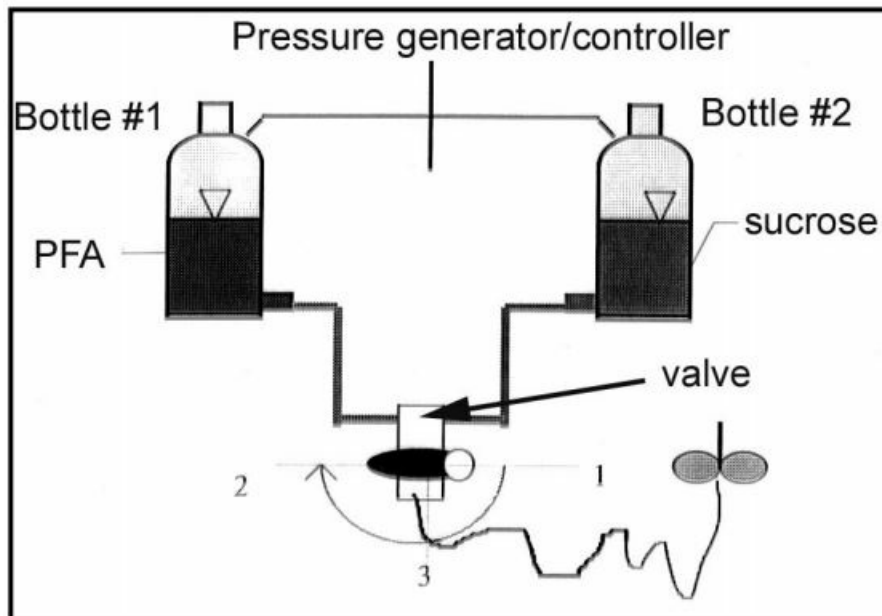 Pressure generator/controller
Bottle #1
Bottle #2
PFA
sucrose
valve
2
1
3